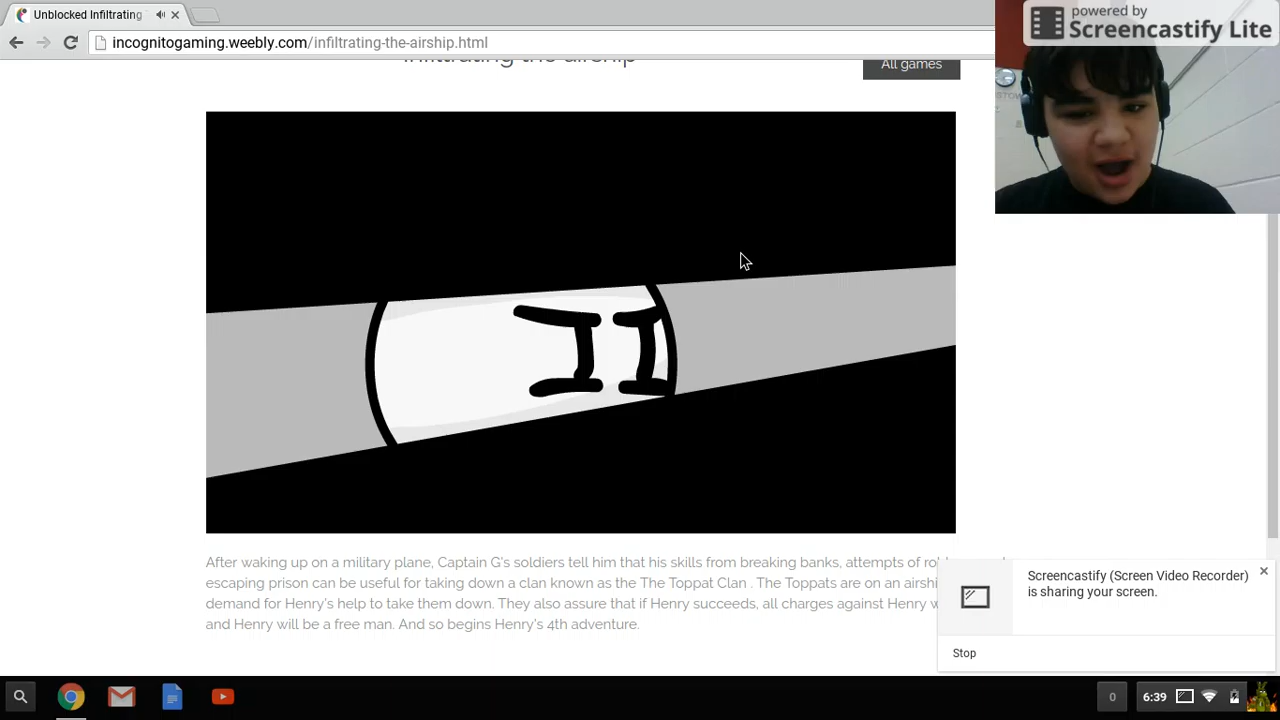 Unblocked Infiltrating
incognitogaming.weebly.com/infiltrating-the-airship.html
powered by
Screencastify Lite
Infiltrating the airship
All games
After waking up on a military plane, Captain G's soldiers tell him that his skills from breaking banks, attempts of
escaping prison can be useful for taking down a clan known as the The Toppat Clan . The Toppats are on an airship
demand for Henry's help to take them down. They also assure that if Henry succeeds, all charges against Henry
and Henry will be a free man. And so begins Henry's 4th adventure.
Screencastify (Screen Video Recorder)
is sharing your screen.
Stop
0
6:39